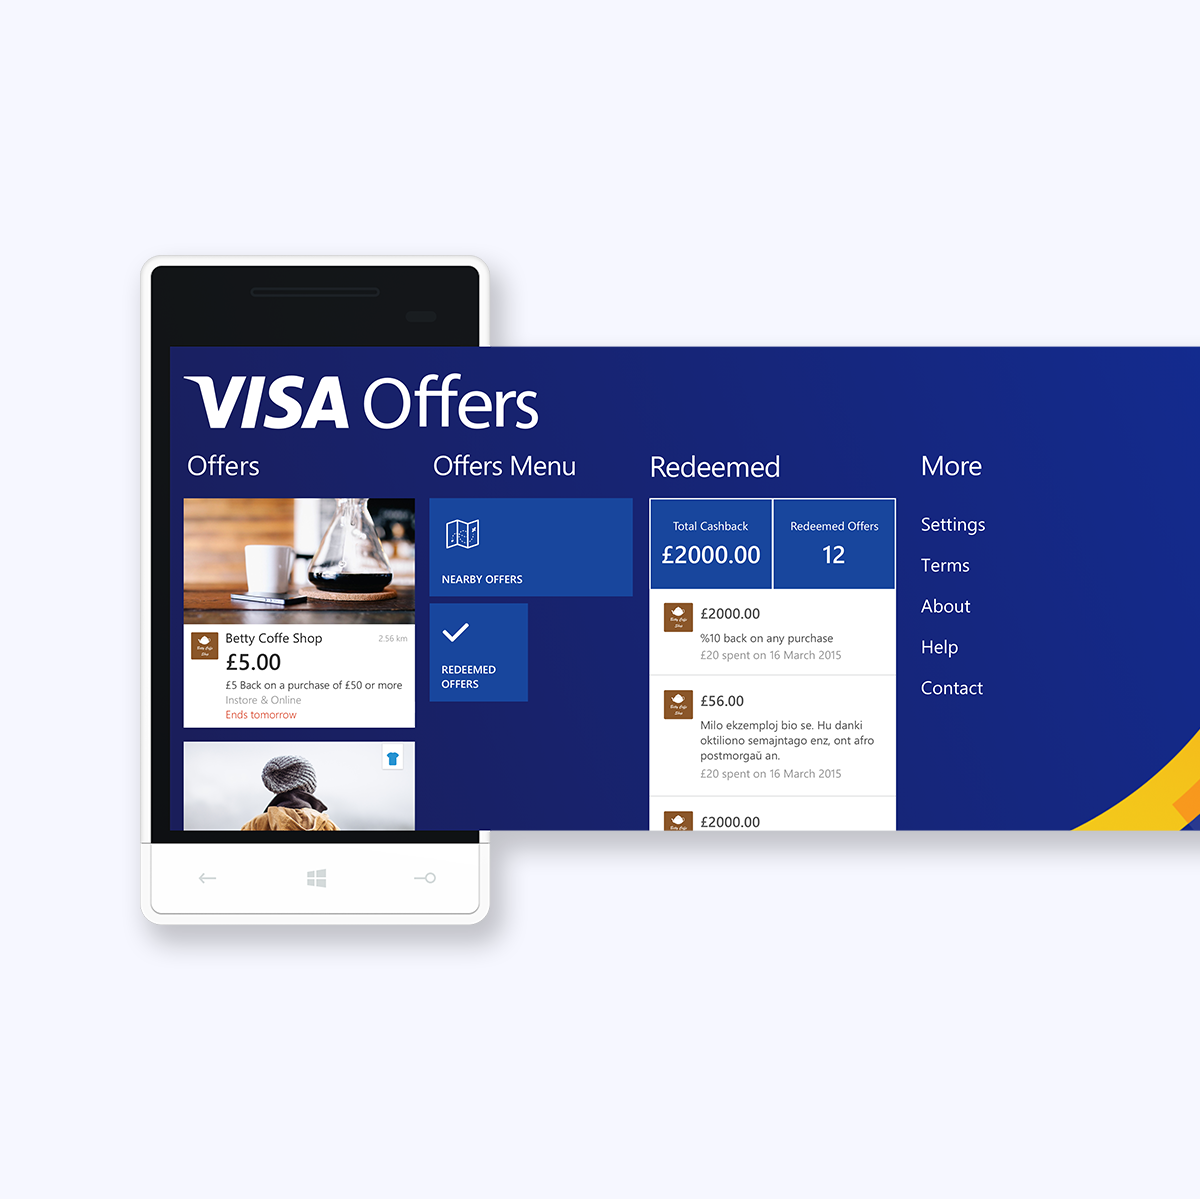 VISA Offers
Offers
Betty Coffe Shop
2.56 km
£5.00
£5 Back on a purchase of £50 or more
Instore & Online
Ends tomorrow
Offers Menu
NEARBY OFFERS
REDEEMED
OFFERS
Redeemed
Total Cashback
£2000.00
Redeemed Offers
12
£2000.00
%10 back on any purchase
£20 spent on 16 March 2015
£56.00
Milo ekzemploj bio se. Hu danki
oktiliono semajntago enz, ont afro
postmorgaŭ an.
£20 spent on 16 March 2015
£2000.00
More
Settings
Terms
About
Help
Contact